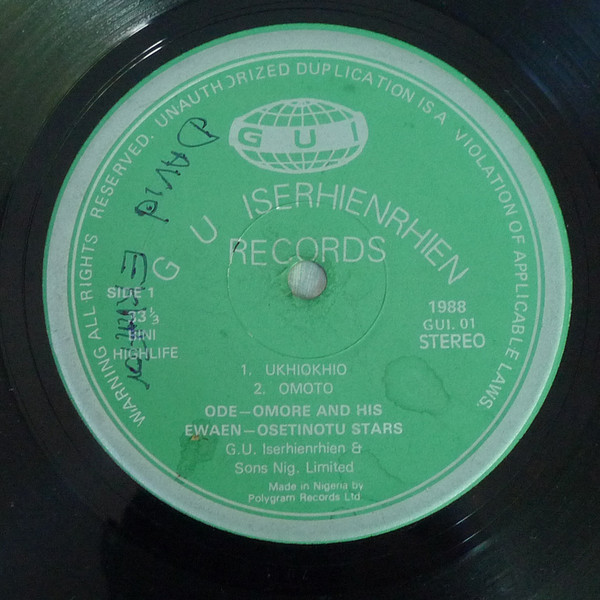 WARNING ALL RIGHTS RESERVED. UNAUTHORIZED DUPLICATION IS A VIOLATION OF APPLICABLE LAWS.
GUI
G U ISERHIENRHIEN
RECORDS
DAVID
SIDE 1
33 1/3
BINI
HIGHLIFE
1988
GUI. 01
STEREO
1. UKHIOKHIO
2. OMOTO
ODE-OMORE AND HIS
EWAEN-OSETINOTU STARS
G.U. Iserhienrhien &
Sons Nig. Limited
Made in Nigeria by
Polygram Records Ltd